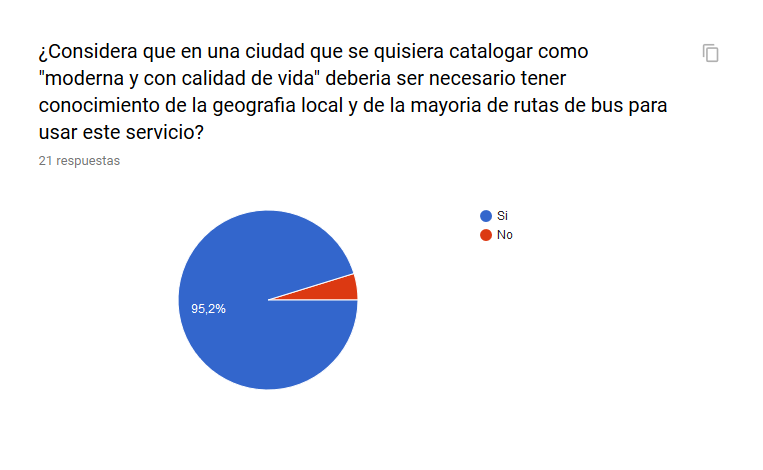 ¿Considera que en una ciudad que se quisiera catalogar como
"moderna y con calidad de vida" deberia ser necesario tener
conocimiento de la geografia local y de la mayoria de rutas de bus para
usar este servicio?
21 respuestas
Si
No
95,2%